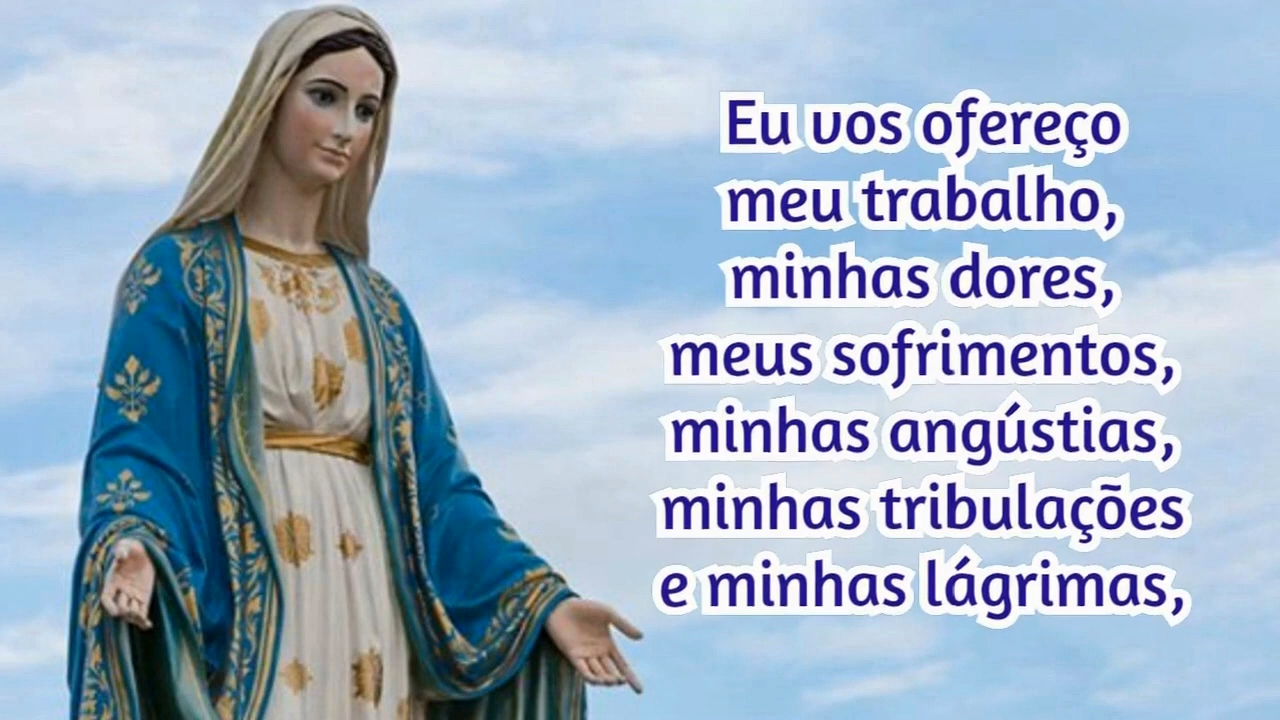 Eu vos ofereço
meu trabalho,
minhas dores,
meus sofrimentos,
minhas angústias,
minhas tribulações
e minhas lágrimas,